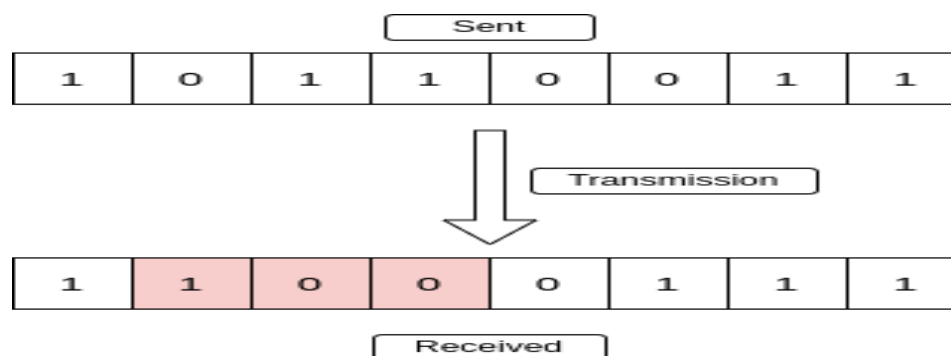 Sent
1 0 1 1 0 0 1 1
Transmission
1 1 0 0 0 1 1 1
Received